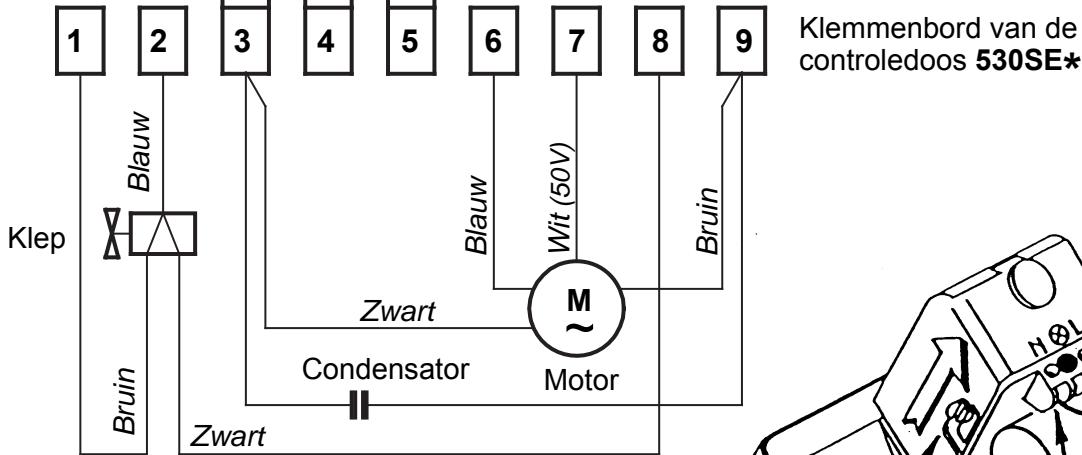 1 2 3 4 5 6 7 8 9
Klemmenbord van de
controledoos 530SE*
Blauw
Blauw
Wit (50V)
Bruin
Klep
M
~
Zwart
Condensator
Motor
Bruin
Zwart
N L